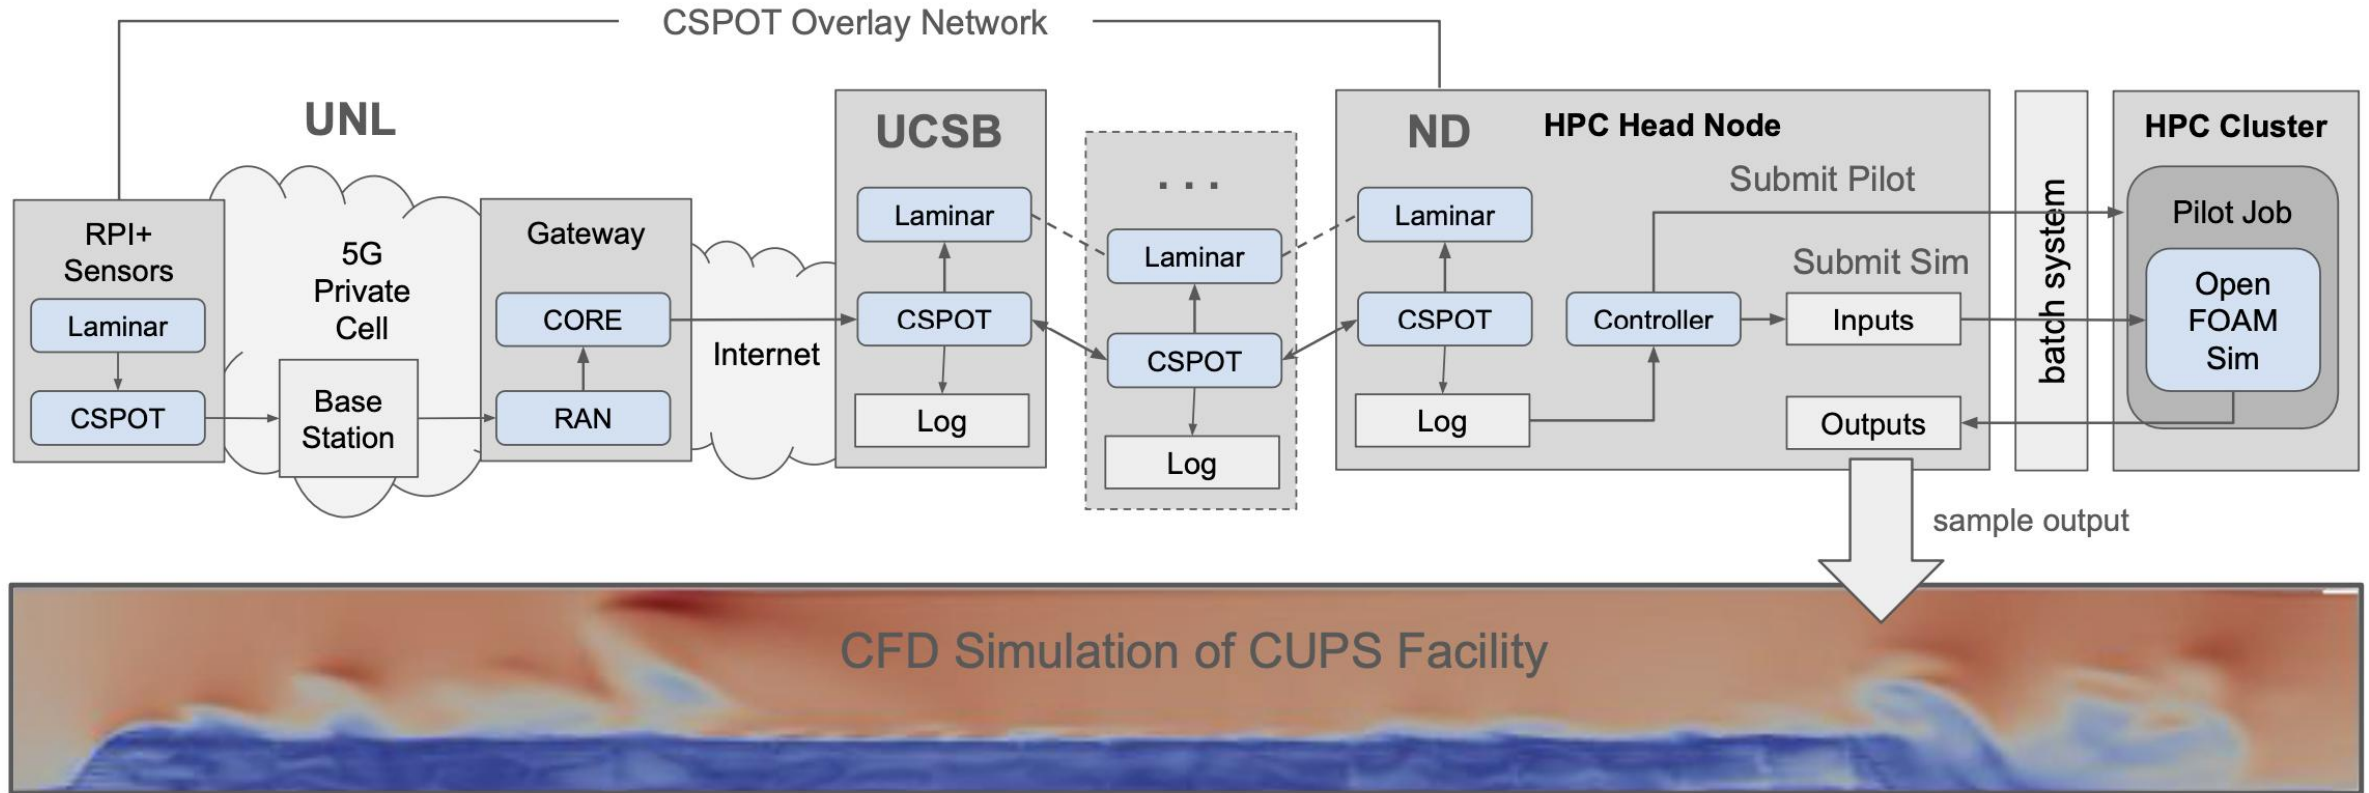 CSPOT Overlay Network
UNL
RPI+
Sensors
Laminar
CSPOT
5G
Private
Cell
Base
Station
Gateway
CORE
RAN
Internet
UCSB
Laminar
CSPOT
Log
...
Laminar
CSPOT
Log
ND
HPC Head Node
Laminar
CSPOT
Log
Submit Pilot
Submit Sim
Controller
Inputs
Outputs
batch system
HPC Cluster
Pilot Job
Open
FOAM
Sim
sample output
CFD Simulation of CUPS Facility